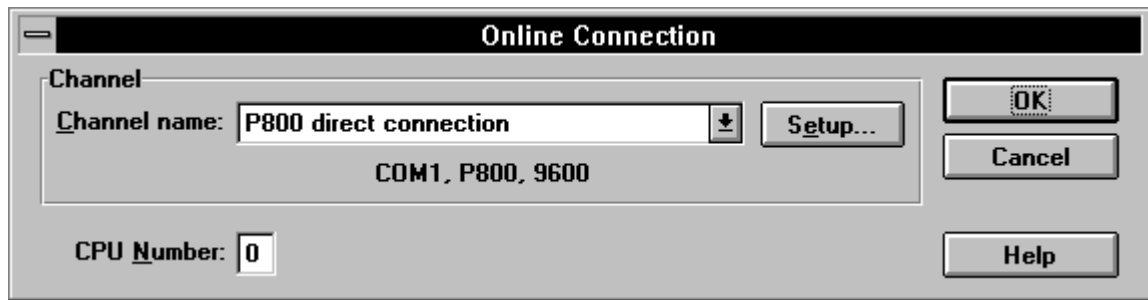 Online Connection
Channel
Channel name: P800 direct connection Setup...
COM1, P800, 9600
CPU Number: 0
OK
Cancel
Help